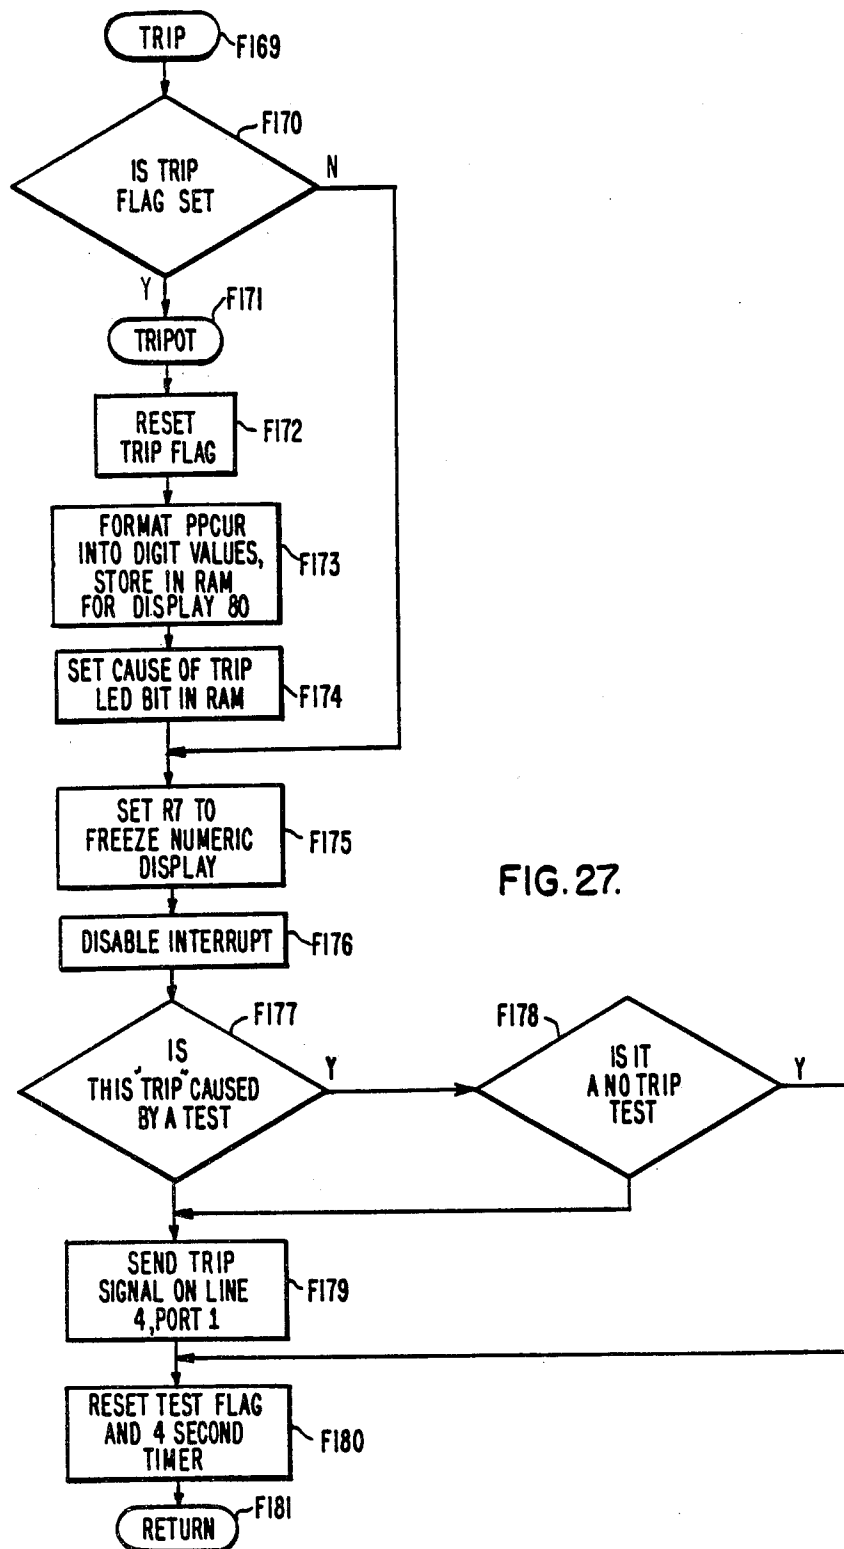 TRIP
F169
F170
IS TRIP
FLAG SET
N
Y
F171
TRIPOT
RESET
TRIP FLAG
F172
FORMAT PPCUR
INTO DIGIT VALUES,
STORE IN RAM
FOR DISPLAY 80
F173
SET CAUSE OF TRIP
LED BIT IN RAM
F174
SET R7 TO
FREEZE NUMERIC
DISPLAY
F175
FIG. 27.
DISABLE INTERRUPT
F176
F177
IS
THIS "TRIP" CAUSED
BY A TEST
Y
F178
IS IT
A NO TRIP
TEST
Y
SEND TRIP
SIGNAL ON LINE
4, PORT 1
F179
RESET TEST FLAG
AND 4 SECOND
TIMER
F180
F181
RETURN